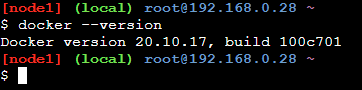 [node1] (local) root@192.168.0.28 ~
$ docker --version
Docker version 20.10.17, build 100c701
[node1] (local) root@192.168.0.28 ~
$